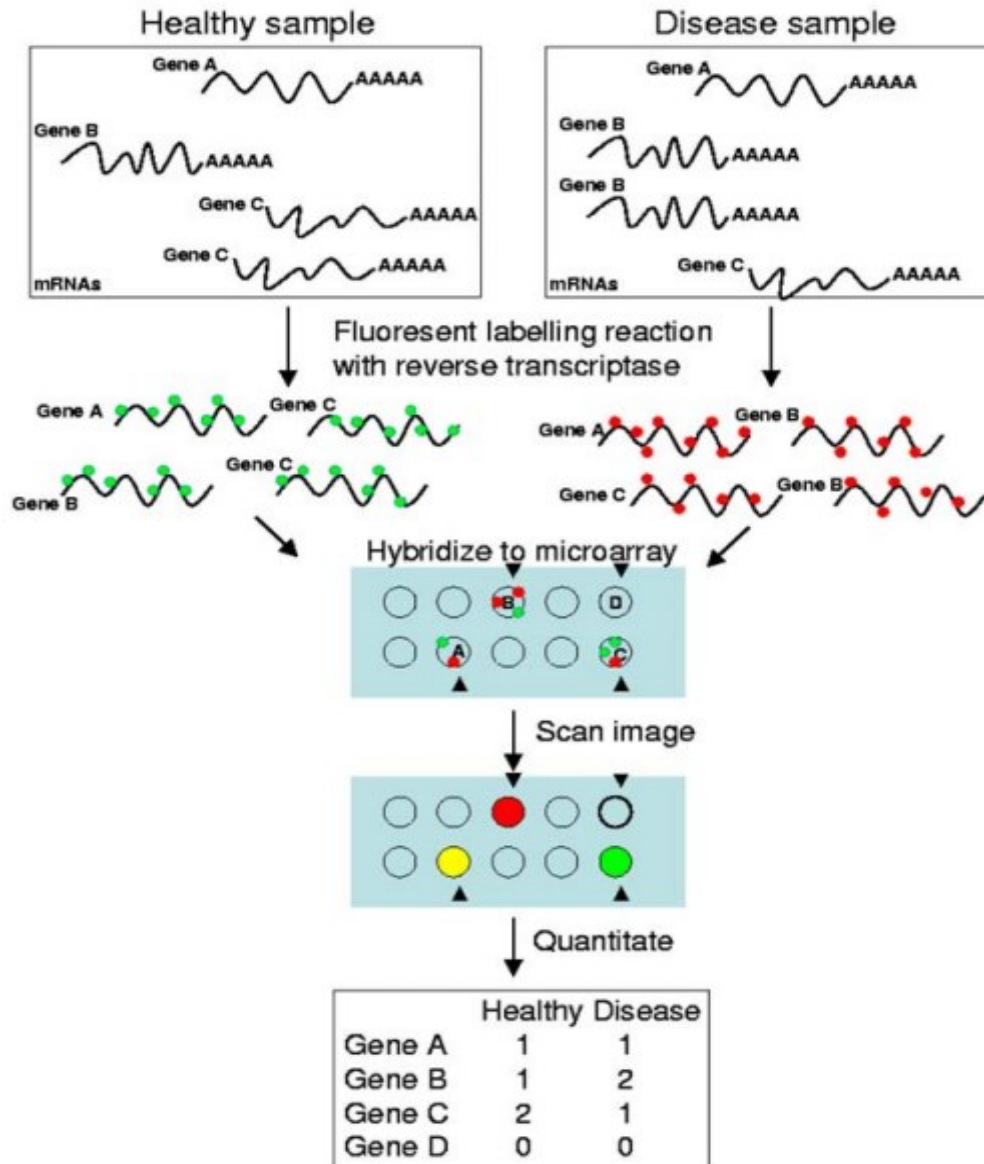 Healthy sample
Disease sample
Gene A
AAAAA
Gene B
AAAAA
Gene C
AAAAA
Gene C
AAAAA
mRNAs
Gene A
AAAAA
Gene B
AAAAA
Gene B
AAAAA
Gene C
AAAAA
mRNAs
Fluoresent labelling reaction
with reverse transcriptase
Gene A
Gene C
Gene B
Gene C
Gene A
Gene B
Gene C
Gene B
Hybridize to microarray
B
D
A
C
Scan image
Quantitate
Healthy Disease
Gene A 1 1
Gene B 1 2
Gene C 2 1
Gene D 0 0